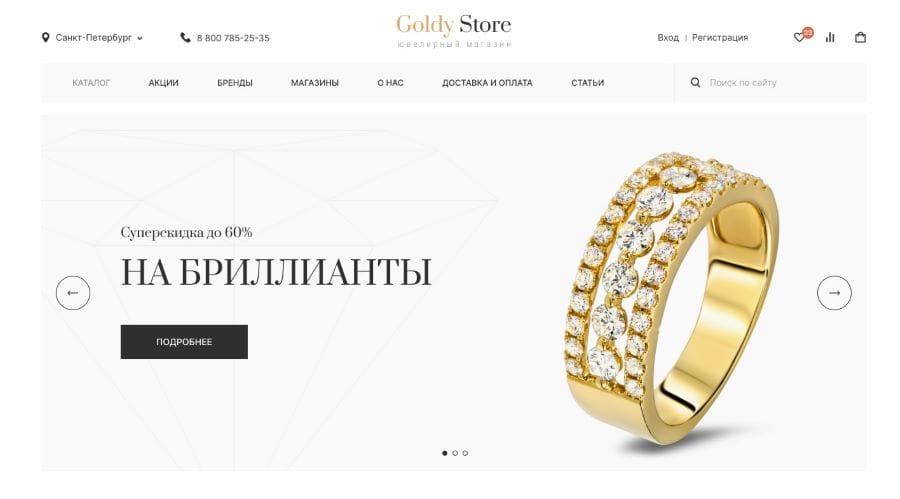 Санкт-Петербург
8 800 785-25-35
Goldy Store
ювелирный магазин
Вход | Регистрация
23
КАТАЛОГ АКЦИИ БРЕНДЫ МАГАЗИНЫ О НАС ДОСТАВКА И ОПЛАТА СТАТЬИ
Поиск по сайту
Суперскидка до 60%
НА БРИЛЛИАНТЫ
ПОДРОБНЕЕ